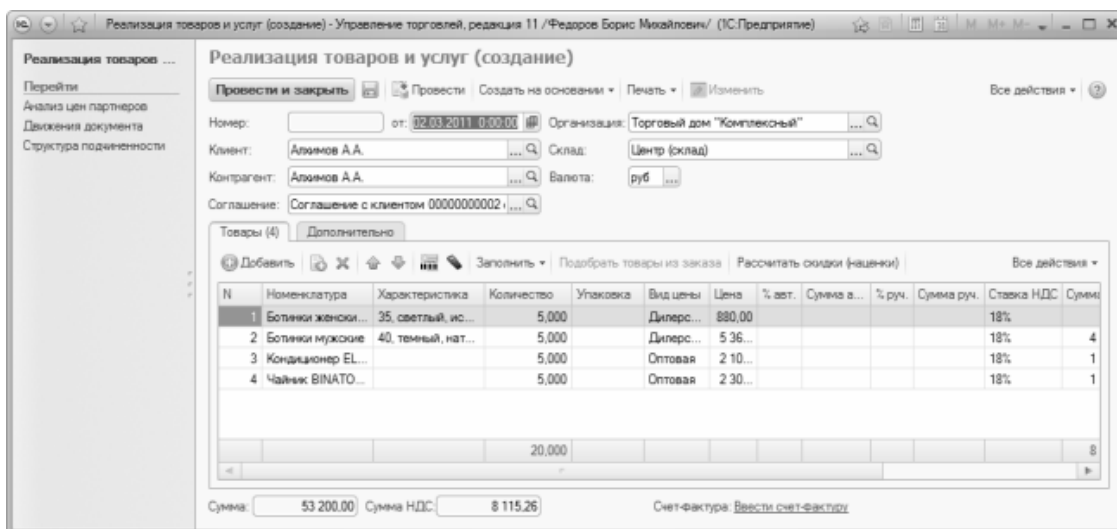 Реализация товаров и услуг (создание) - Управление торговлей, редакция 11 /Федоров Борис Михайлович/ (1С:Предприятие) M M+ M-
Реализация товаров ...
Перейти
Анализ цен партнеров
Движения документа
Структура подчиненности
Реализация товаров и услуг (создание)
Провести и закрыть Провести Создать на основании Печать Изменить Все действия
Номер: от: 02.03.2011 0:00:00 Организация: Торговый дом "Комплексный" ...
Клиент: Алхимов А.А. ... Склад: Центр (склад) ...
Контрагент: Алхимов А.А. ... Валюта: руб ...
Соглашение: Соглашение с клиентом 00000000002 ...
Товары (4) Дополнительно
Добавить Заполнить Подобрать товары из заказа Рассчитать скидки (наценки) Все действия
N Номенклатура Характеристика Количество Упаковка Вид цены Цена % авт. Сумма а... % руч. Сумма руч. Ставка НДС Сумма
1 Ботинки женски... 35, светлый, ис... 5,000 Дилерс... 880,00 18%
2 Ботинки мужские 40, темный, нат... 5,000 Дилерс... 5 36... 18% 4
3 Кондиционер EL... 5,000 Оптовая 2 10... 18% 1
4 Чайник BINATO... 5,000 Оптовая 2 30... 18% 1
20,000 8
Сумма: 53 200,00 Сумма НДС: 8 115,26 Счет-фактура: Ввести счет-фактуру